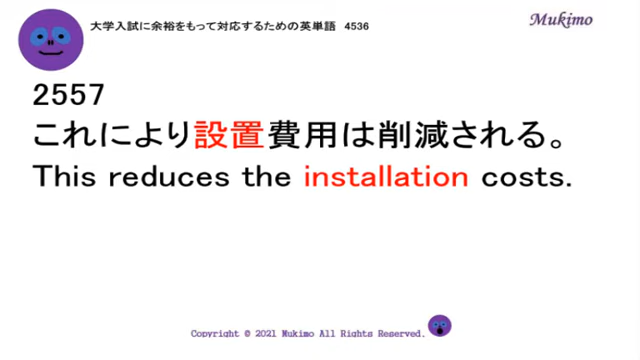 大学入試に余裕をもって対応するための英単語 4536
Mukimo
2557
これにより設置費用は削減される。
This reduces the installation costs.
Copyright © 2021 Mukimo All Rights Reserved.